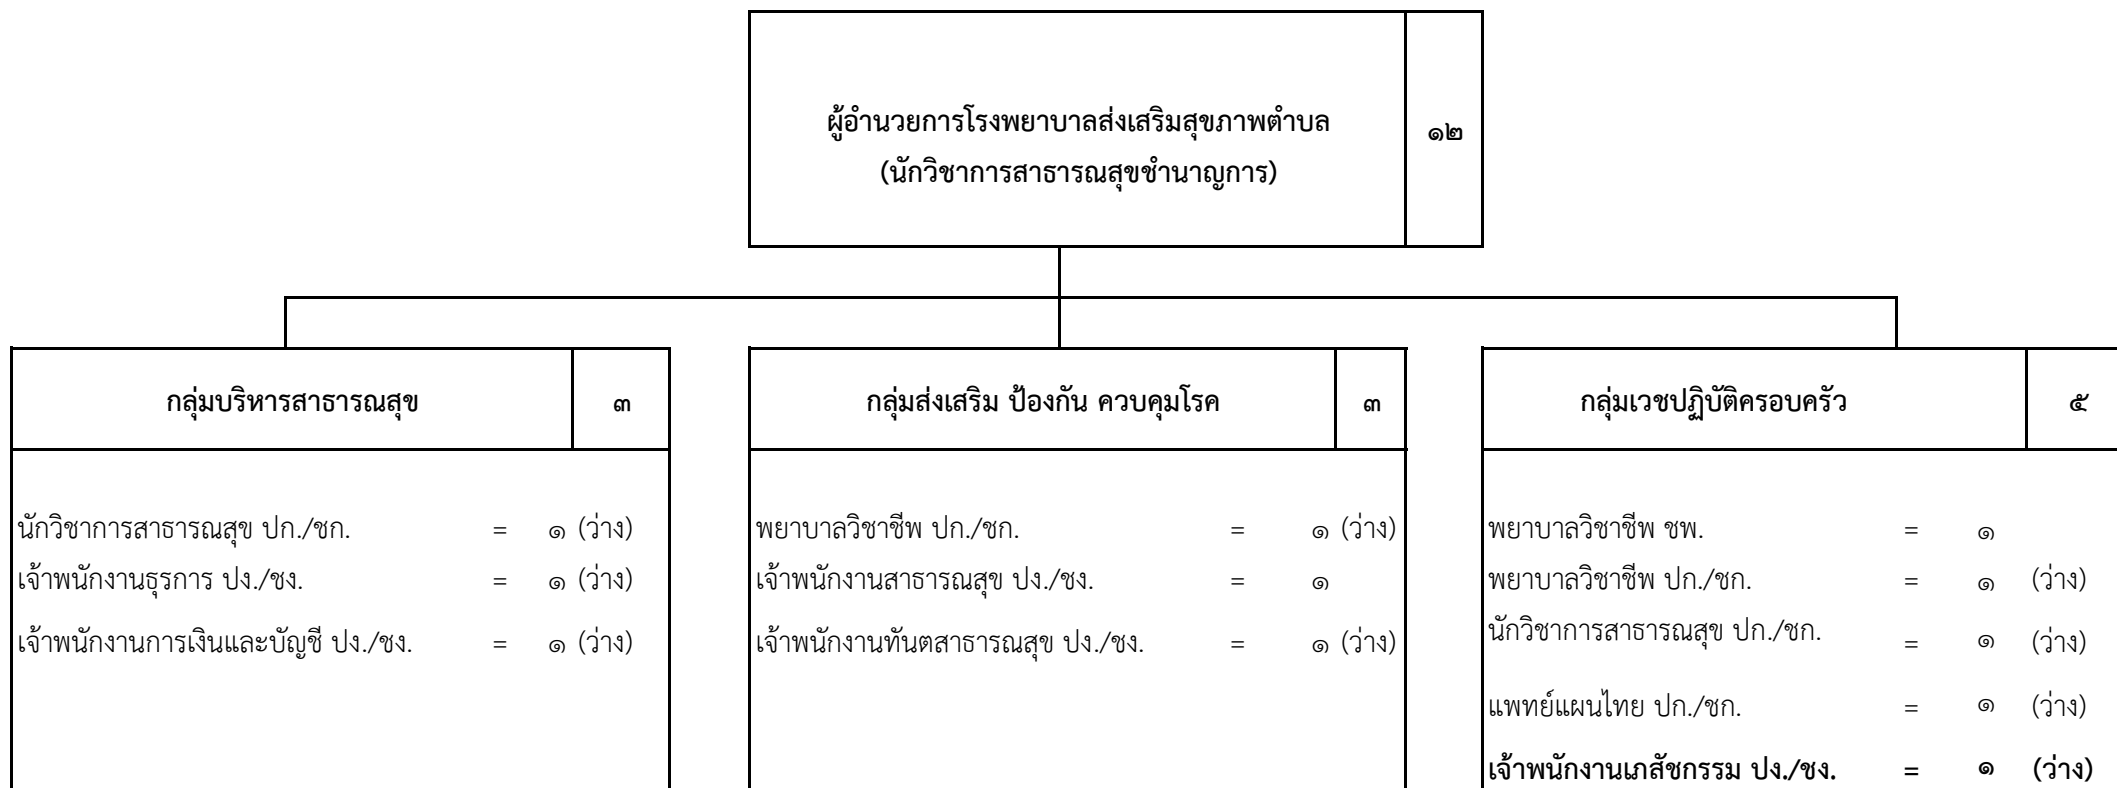 ผู้อำนวยการโรงพยาบาลส่งเสริมสุขภาพตำบล
(นักวิชาการสาธารณสุขชำนาญการ)
๑๒
กลุ่มบริหารสาธารณสุข ๓
นักวิชาการสาธารณสุข ปก./ชก. = ๑ (ว่าง)
เจ้าพนักงานธุรการ ปง./ชง. = ๑ (ว่าง)
เจ้าพนักงานการเงินและบัญชี ปง./ชง. = ๑ (ว่าง)
กลุ่มส่งเสริม ป้องกัน ควบคุมโรค ๓
พยาบาลวิชาชีพ ปก./ชก. = ๑ (ว่าง)
เจ้าพนักงานสาธารณสุข ปง./ชง. = ๑
เจ้าพนักงานทันตสาธารณสุข ปง./ชง. = ๑ (ว่าง)
กลุ่มเวชปฏิบัติครอบครัว ๕
พยาบาลวิชาชีพ ชพ. = ๑
พยาบาลวิชาชีพ ปก./ชก. = ๑ (ว่าง)
นักวิชาการสาธารณสุข ปก./ชก. = ๑ (ว่าง)
แพทย์แผนไทย ปก./ชก. = ๑ (ว่าง)
เจ้าพนักงานเภสัชกรรม ปง./ชง. = ๑ (ว่าง)